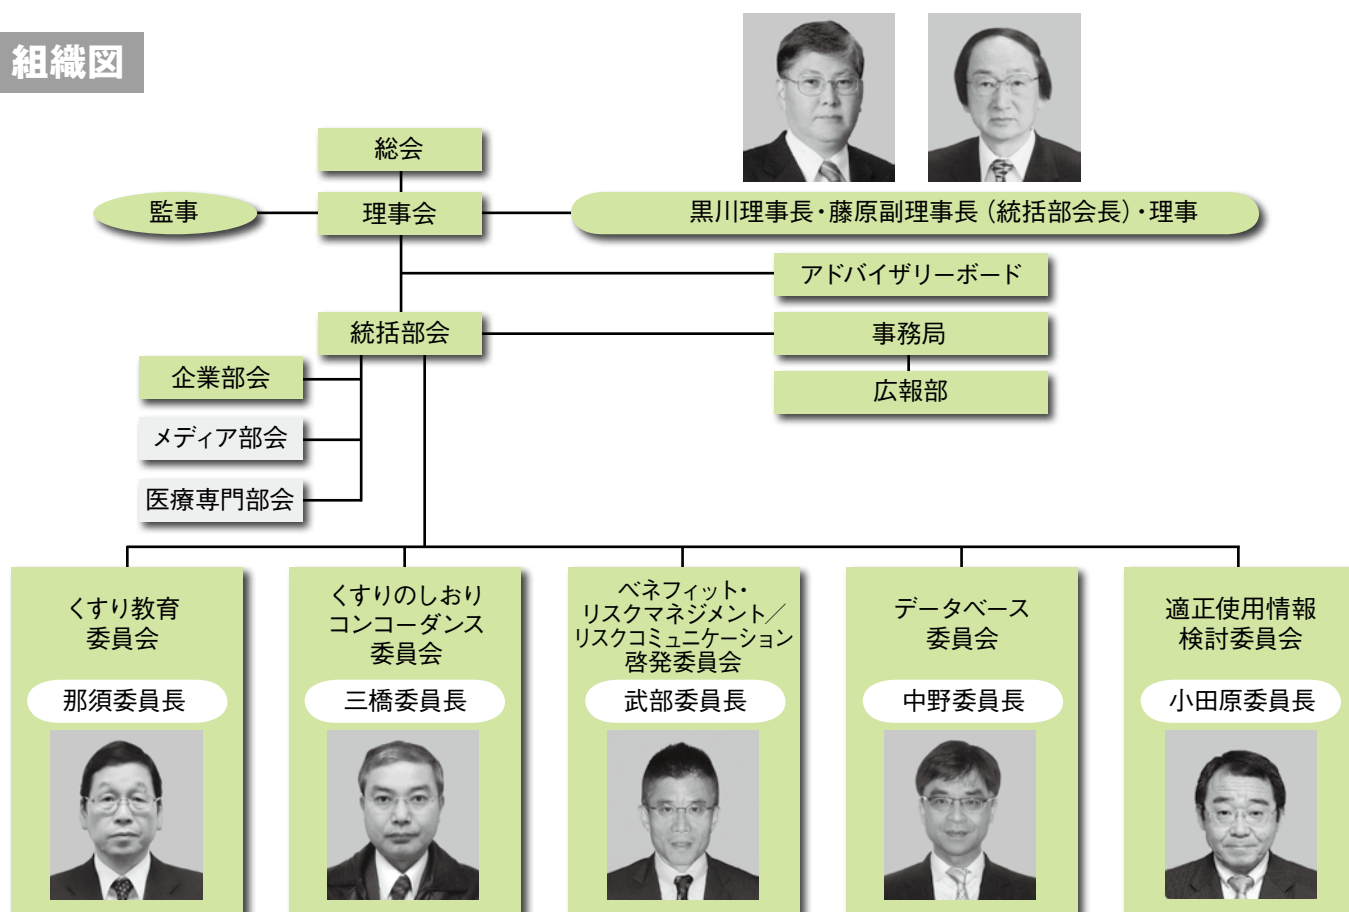 組織図
総会
監事
理事会
黒川理事長・藤原副理事長（統括部会長）・理事
アドバイザリーボード
統括部会
事務局
企業部会
広報部
メディア部会
医療専門部会
くすり教育
委員会
那須委員長
くすりのしおり
コンコーダンス
委員会
三橋委員長
ベネフィット・
リスクマネジメント／
リスクコミュニケーション
啓発委員会
武部委員長
データベース
委員会
中野委員長
適正使用情報
検討委員会
小田原委員長